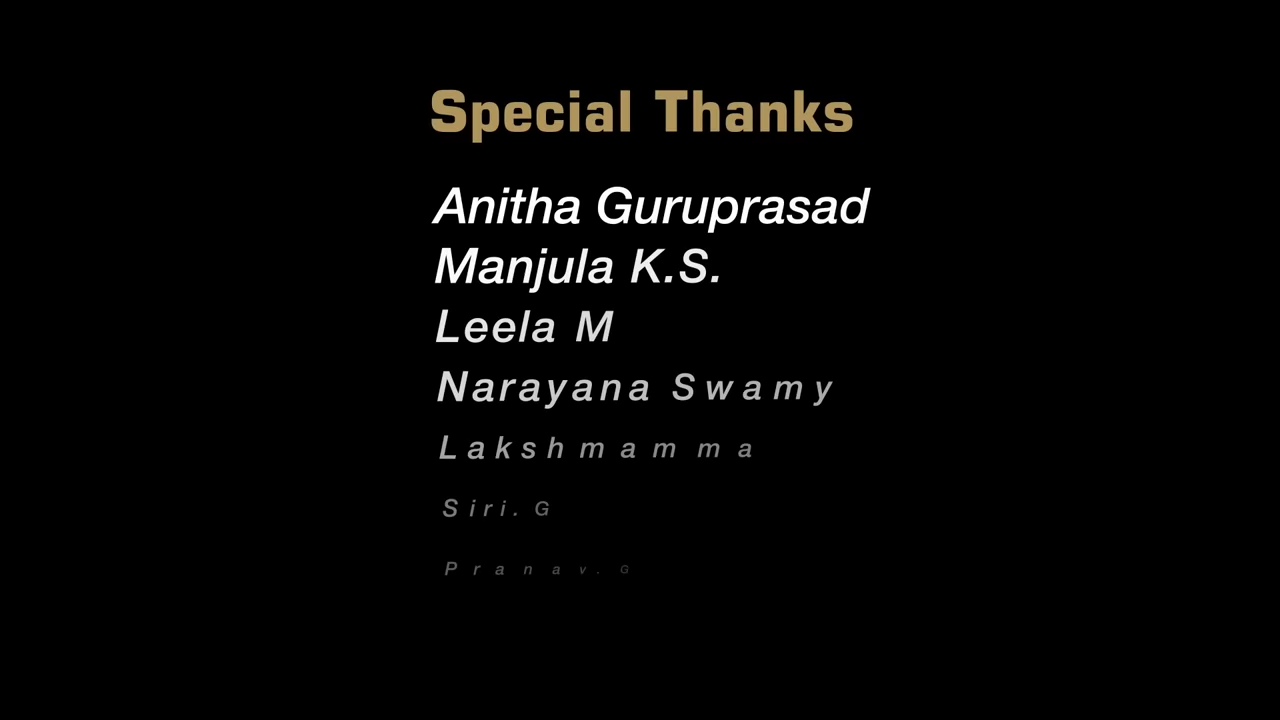 Special Thanks
Anitha Guruprasad
Manjula K.S.
Leela M
Narayana Swamy
Lakshmamma
Siri. G
Pranav. G